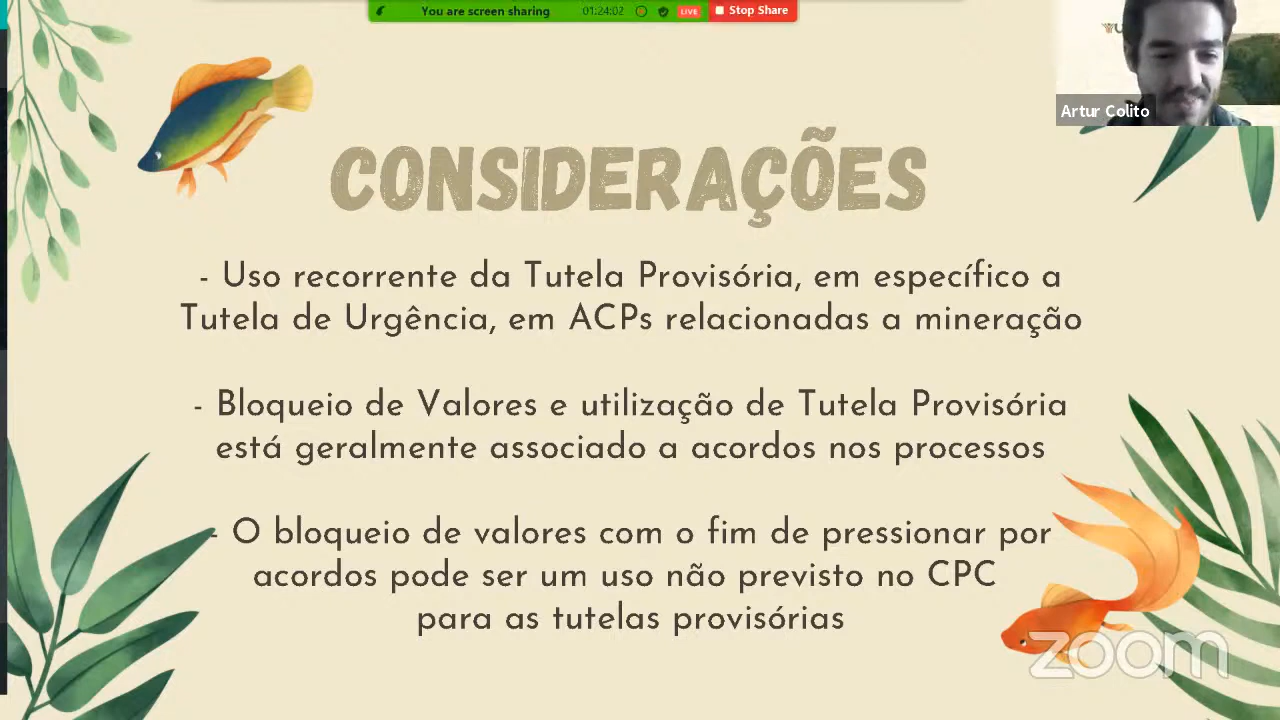 You are screen sharing 01:24:02 LIVE Stop Share
Artur Colito
CONSIDERAÇÕES
- Uso recorrente da Tutela Provisória, em específico a
Tutela de Urgência, em ACPs relacionadas a mineração
- Bloqueio de Valores e utilização de Tutela Provisória
está geralmente associado a acordos nos processos
- O bloqueio de valores com o fim de pressionar por
acordos pode ser um uso não previsto no CPC
para as tutelas provisórias
zoom